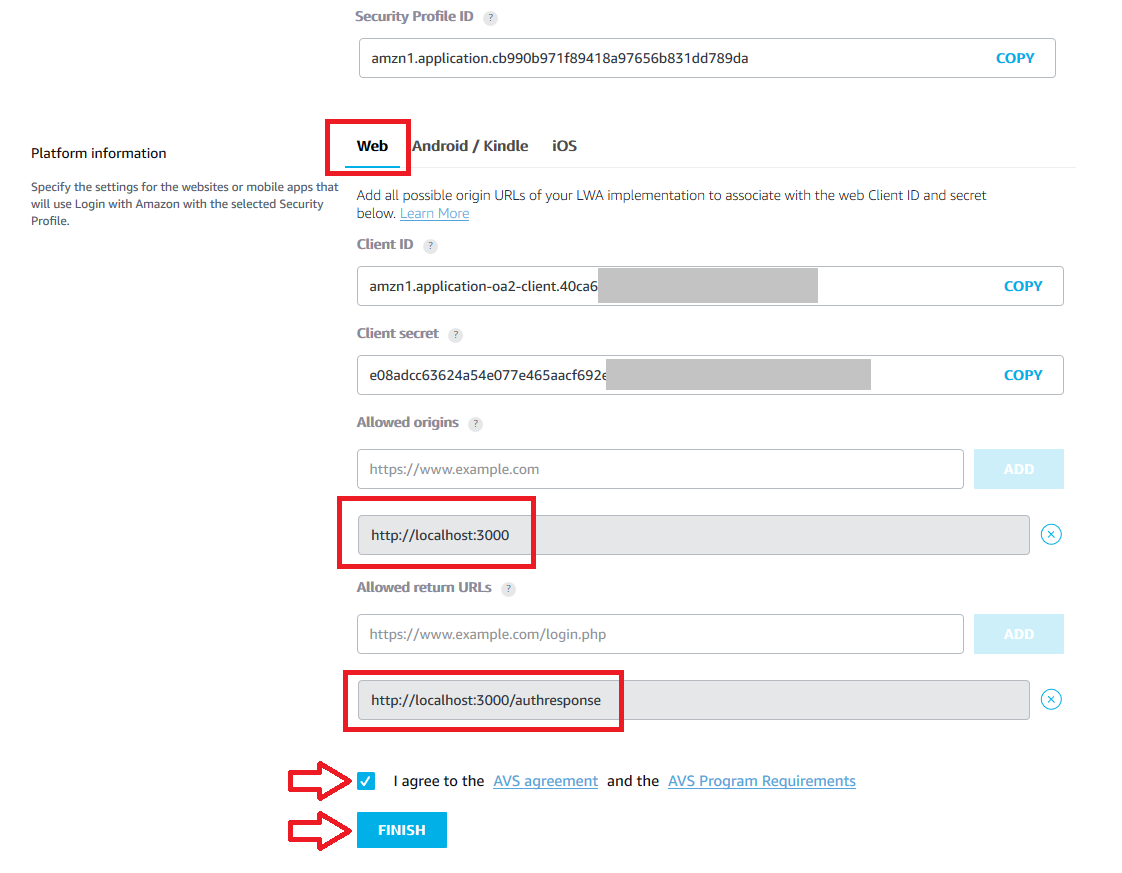 Security Profile ID ?
amzn1.application.cb990b971f89418a97656b831dd789da COPY
Platform information
Specify the settings for the websites or mobile apps that
will use Login with Amazon with the selected Security
Profile.
Web Android / Kindle iOS
Add all possible origin URLs of your LWA implementation to associate with the web Client ID and secret
below. Learn More
Client ID ?
amzn1.application-oa2-client.40ca6 COPY
Client secret ?
e08adcc63624a54e077e465aacf692e COPY
Allowed origins ?
https://www.example.com ADD
http://localhost:3000
Allowed return URLs ?
https://www.example.com/login.php ADD
http://localhost:3000/authresponse
I agree to the AVS agreement and the AVS Program Requirements
FINISH